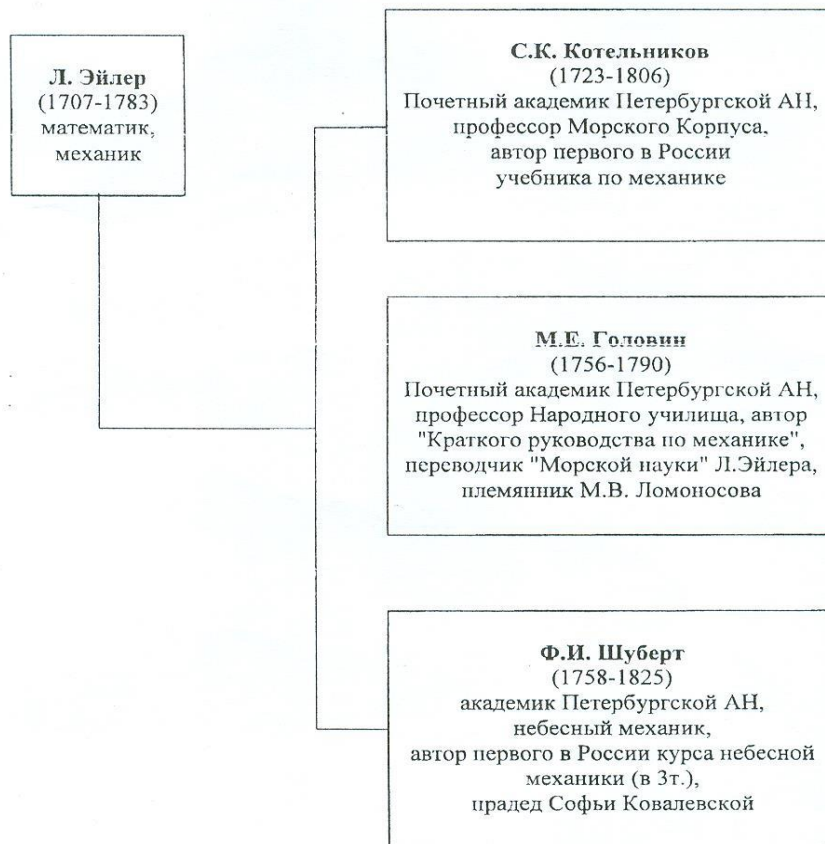 Л. Эйлер
(1707-1783)
математик,
механик
С.К. Котельников
(1723-1806)
Почетный академик Петербургской АН,
профессор Морского Корпуса,
автор первого в России
учебника по механике
М.Е. Головин
(1756-1790)
Почетный академик Петербургской АН,
профессор Народного училища, автор
"Краткого руководства по механике",
переводчик "Морской науки" Л.Эйлера,
племянник М.В. Ломоносова
Ф.И. Шуберт
(1758-1825)
академик Петербургской АН,
небесный механик,
автор первого в России курса небесной
механики (в 3т.),
прадед Софьи Ковалевской